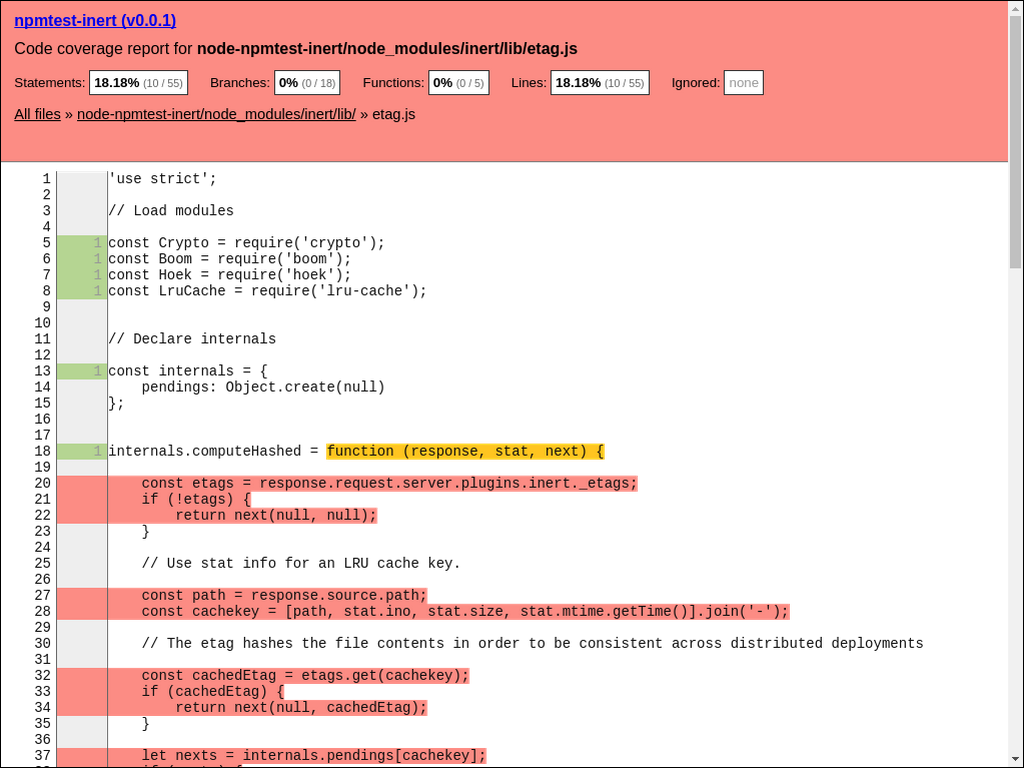 npmtest-inert (v0.0.1)
Code coverage report for node-npmtest-inert/node_modules/inert/lib/etag.js
Statements: 18.18% (10 / 55) Branches: 0% (0 / 18) Functions: 0% (0 / 5) Lines: 18.18% (10 / 55) Ignored: none
All files » node-npmtest-inert/node_modules/inert/lib/ » etag.js
1 'use strict';
2
3 // Load modules
4
5 1 const Crypto = require('crypto');
6 1 const Boom = require('boom');
7 1 const Hoek = require('hoek');
8 1 const LruCache = require('lru-cache');
9
10
11 // Declare internals
12
13 1 const internals = {
14     pendings: Object.create(null)
15 };
16
17
18 1 internals.computeHashed = function (response, stat, next) {
19
20     const etags = response.request.server.plugins.inert._etags;
21     if (!etags) {
22         return next(null, null);
23     }
24
25     // Use stat info for an LRU cache key.
26
27     const path = response.source.path;
28     const cachekey = [path, stat.ino, stat.size, stat.mtime.getTime()].join('-');
29
30     // The etag hashes the file contents in order to be consistent across distributed deployments
31
32     const cachedEtag = etags.get(cachekey);
33     if (cachedEtag) {
34         return next(null, cachedEtag);
35     }
36
37     let nexts = internals.pendings[cachekey];